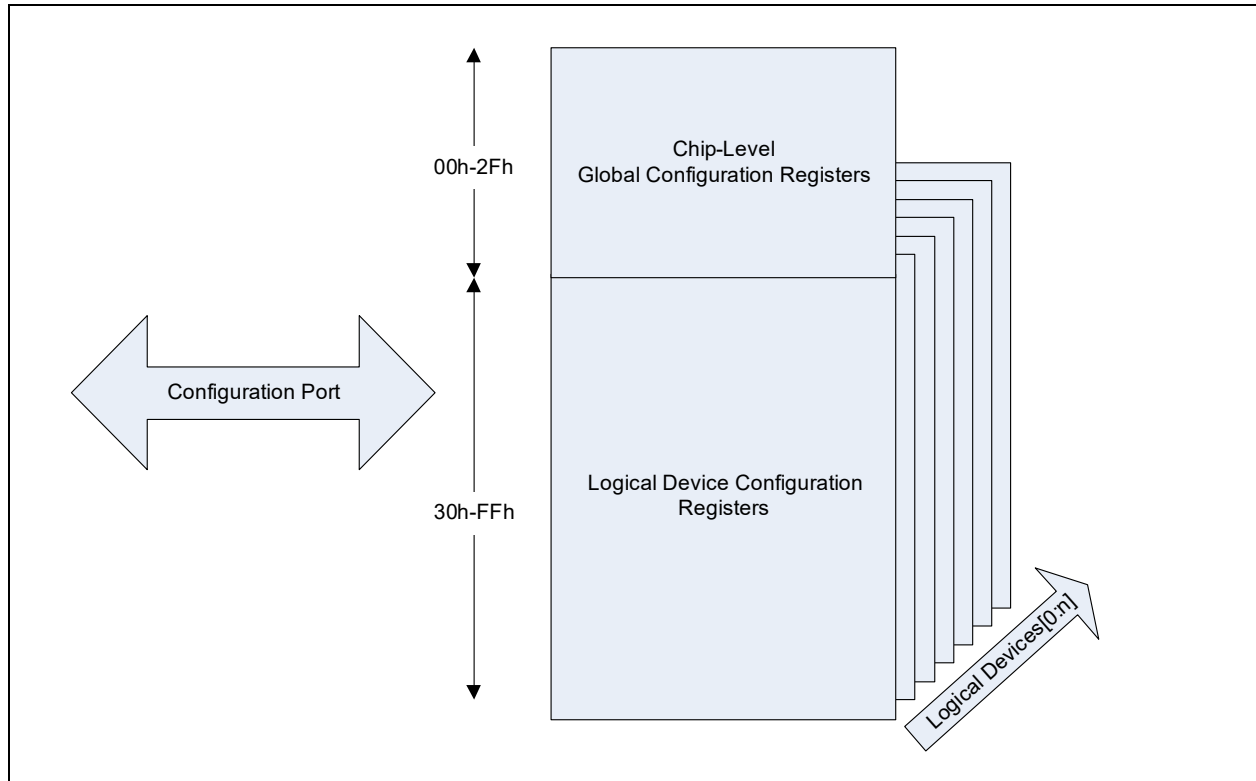 00h-2Fh
Chip-Level
Global Configuration Registers
Configuration Port
30h-FFh
Logical Device Configuration
Registers
Logical Devices[0:n]